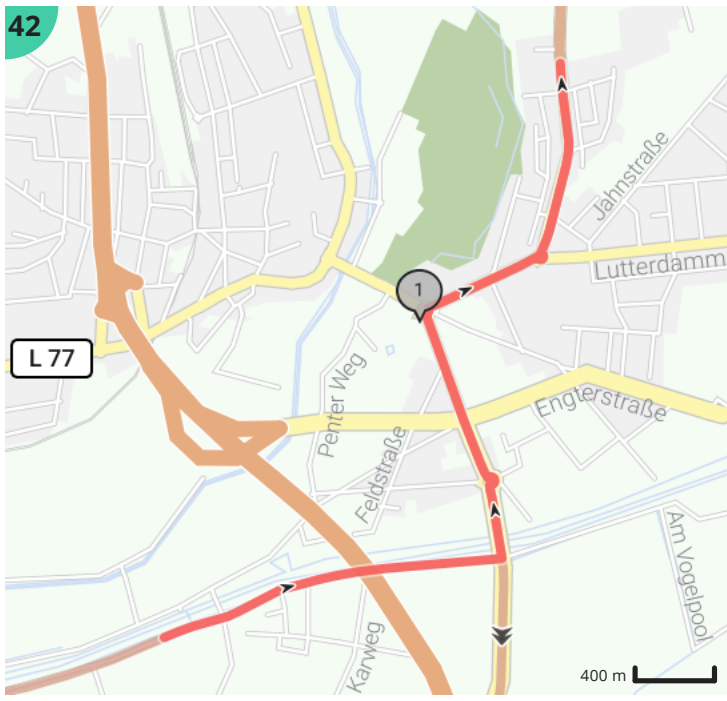 42
Jahnstraße
Lutterdamm
1
L 77
Penter Weg
Engterstraße
Feldstraße
Am Vogelpool
Karweg
400 m